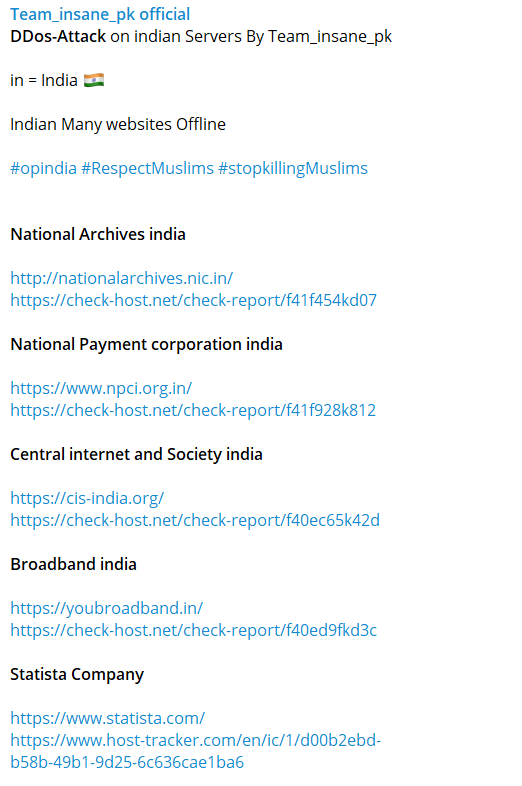 Team_insane_pk official
DDos-Attack on indian Servers By Team_insane_pk
in = India 🇮🇳
Indian Many websites Offline
#opindia #RespectMuslims #stopkillingMuslims
National Archives india
http://nationalarchives.nic.in/
https://check-host.net/check-report/f41f454kd07
National Payment corporation india
https://www.npci.org.in/
https://check-host.net/check-report/f41f928k812
Central internet and Society india
https://cis-india.org/
https://check-host.net/check-report/f40ec65k42d
Broadband india
https://youbroadband.in/
https://check-host.net/check-report/f40ed9fkd3c
Statista Company
https://www.statista.com/
https://www.host-tracker.com/en/ic/1/d00b2ebd-
b58b-49b1-9d25-6c636cae1ba6